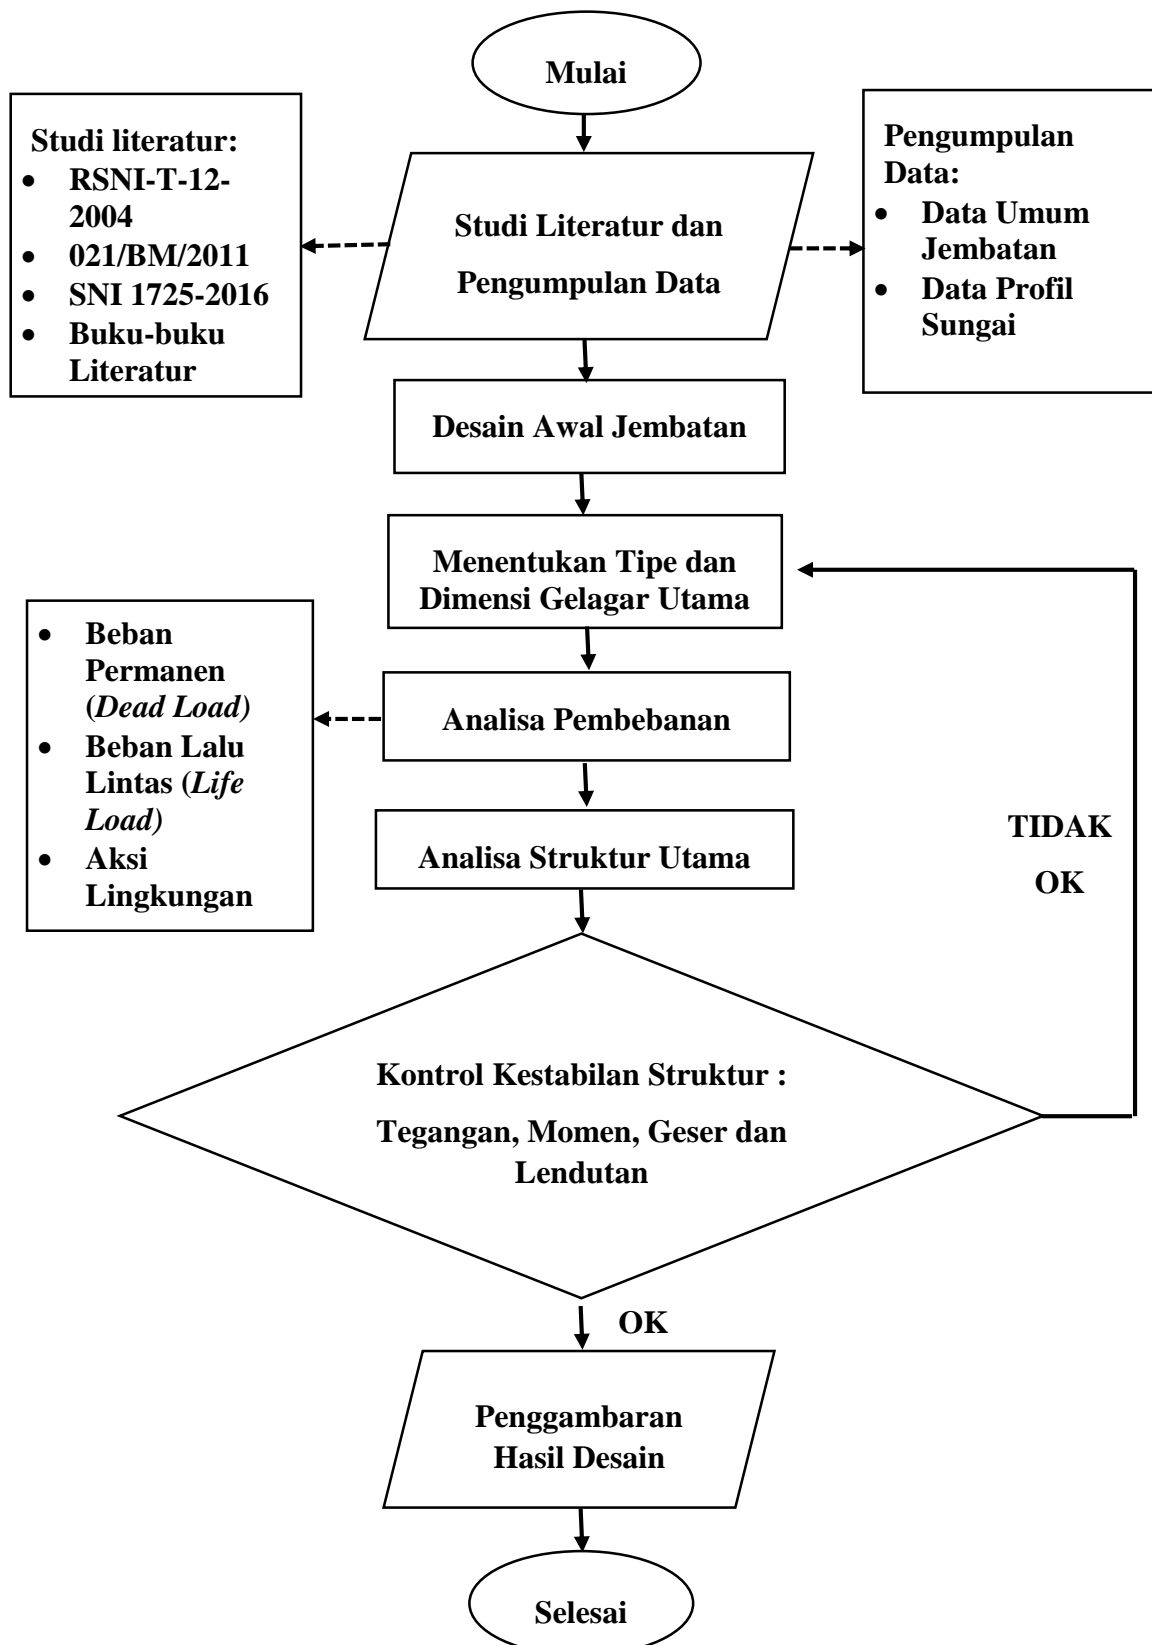 Mulai
Studi literatur:
• RSNI-T-12-
2004
• 021/BM/2011
• SNI 1725-2016
• Buku-buku
Literatur
Studi Literatur dan
Pengumpulan Data
Pengumpulan
Data:
• Data Umum
Jembatan
• Data Profil
Sungai
Desain Awal Jembatan
Menentukan Tipe dan
Dimensi Gelagar Utama
• Beban
Permanen
(Dead Load)
• Beban Lalu
Lintas (Life
Load)
• Aksi
Lingkungan
Analisa Pembebanan
Analisa Struktur Utama
TIDAK
OK
Kontrol Kestabilan Struktur :
Tegangan, Momen, Geser dan
Lendutan
OK
Penggambaran
Hasil Desain
Selesai